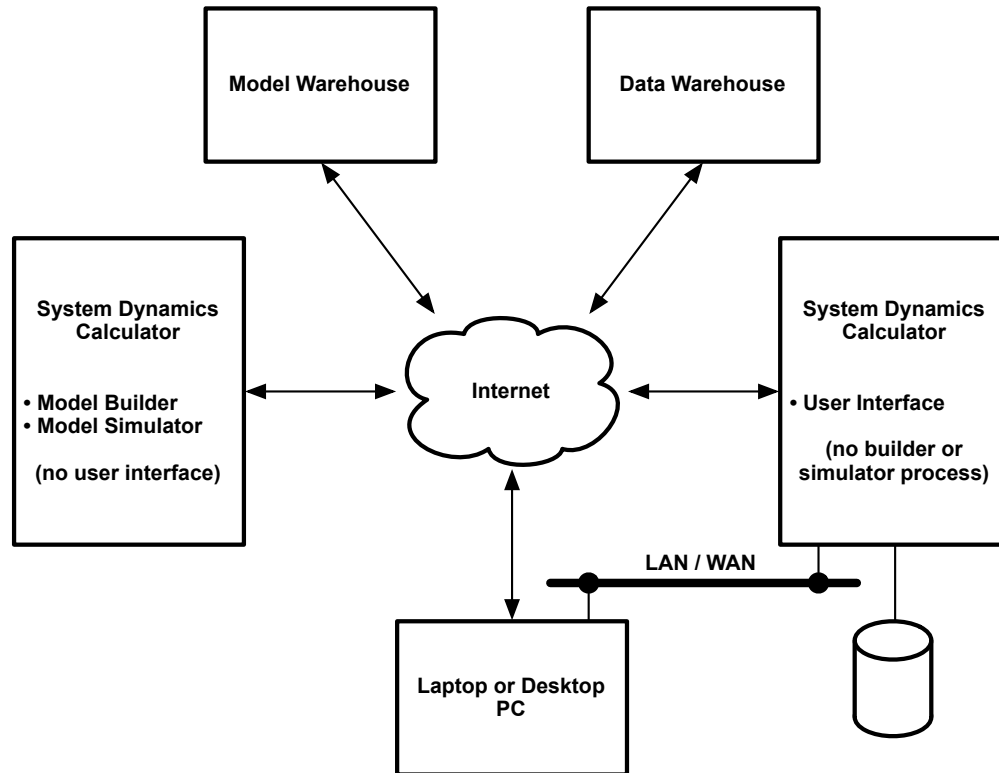 Model Warehouse
Data Warehouse
System Dynamics
Calculator
• Model Builder
• Model Simulator
(no user interface)
Internet
System Dynamics
Calculator
• User Interface
(no builder or
simulator process)
LAN / WAN
Laptop or Desktop
PC